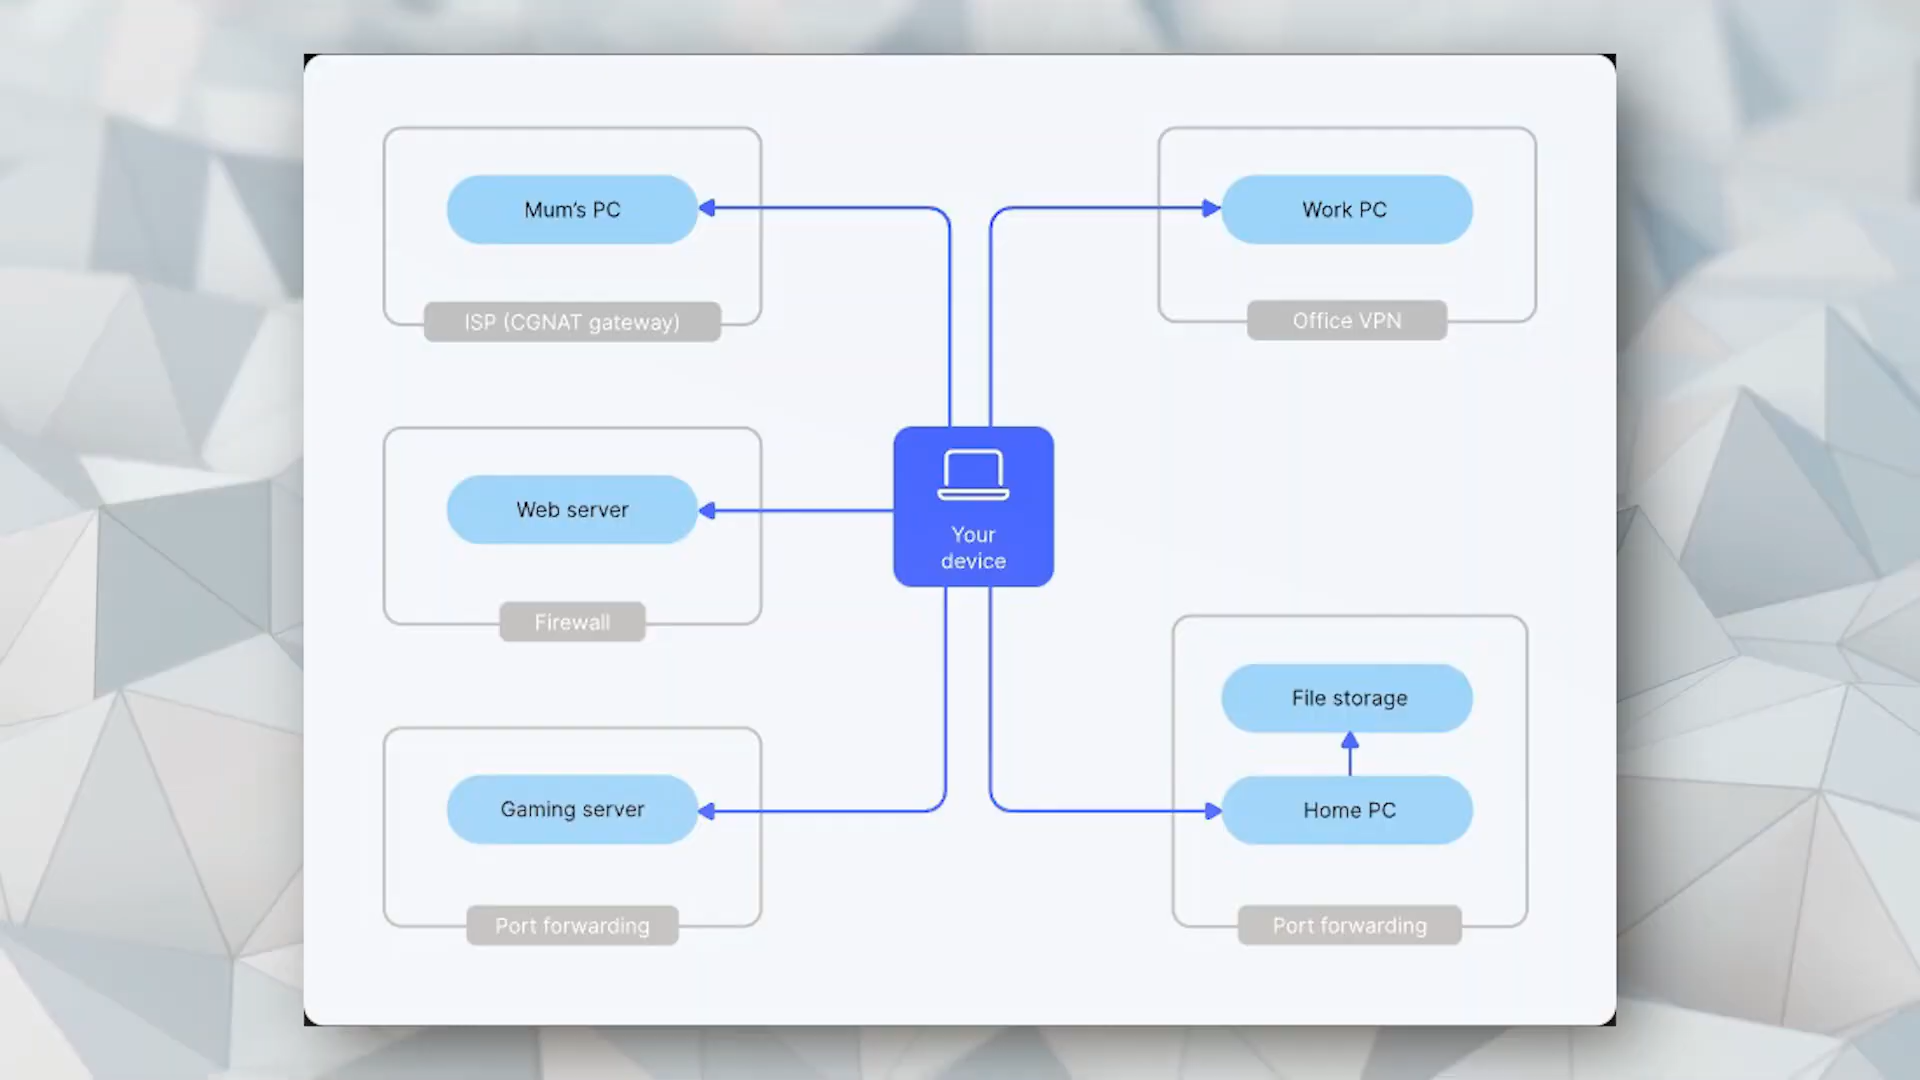 Mum's PC
ISP (CGNAT gateway)
Work PC
Office VPN
Web server
Firewall
Your
device
Gaming server
Port forwarding
File storage
Home PC
Port forwarding